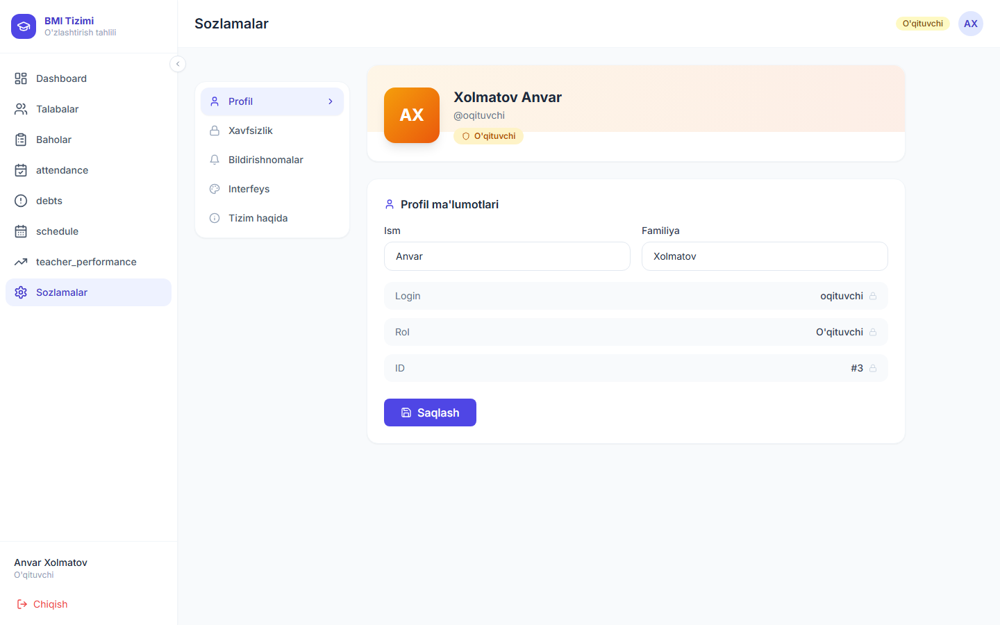 BMI Tizimi
O'zlashtirish tahlili
Dashboard
Talabalar
Baholar
attendance
debts
schedule
teacher_performance
Sozlamalar
Anvar Xolmatov
O'qituvchi
Chiqish
Sozlamalar
O'qituvchi
AX
Profil
Xavfsizlik
Bildirishnomalar
Interfeys
Tizim haqida
AX
Xolmatov Anvar
@oqituvchi
O'qituvchi
Profil ma'lumotlari
Ism
Familiya
Anvar
Xolmatov
Login
oqituvchi
Rol
O'qituvchi
ID
#3
Saqlash